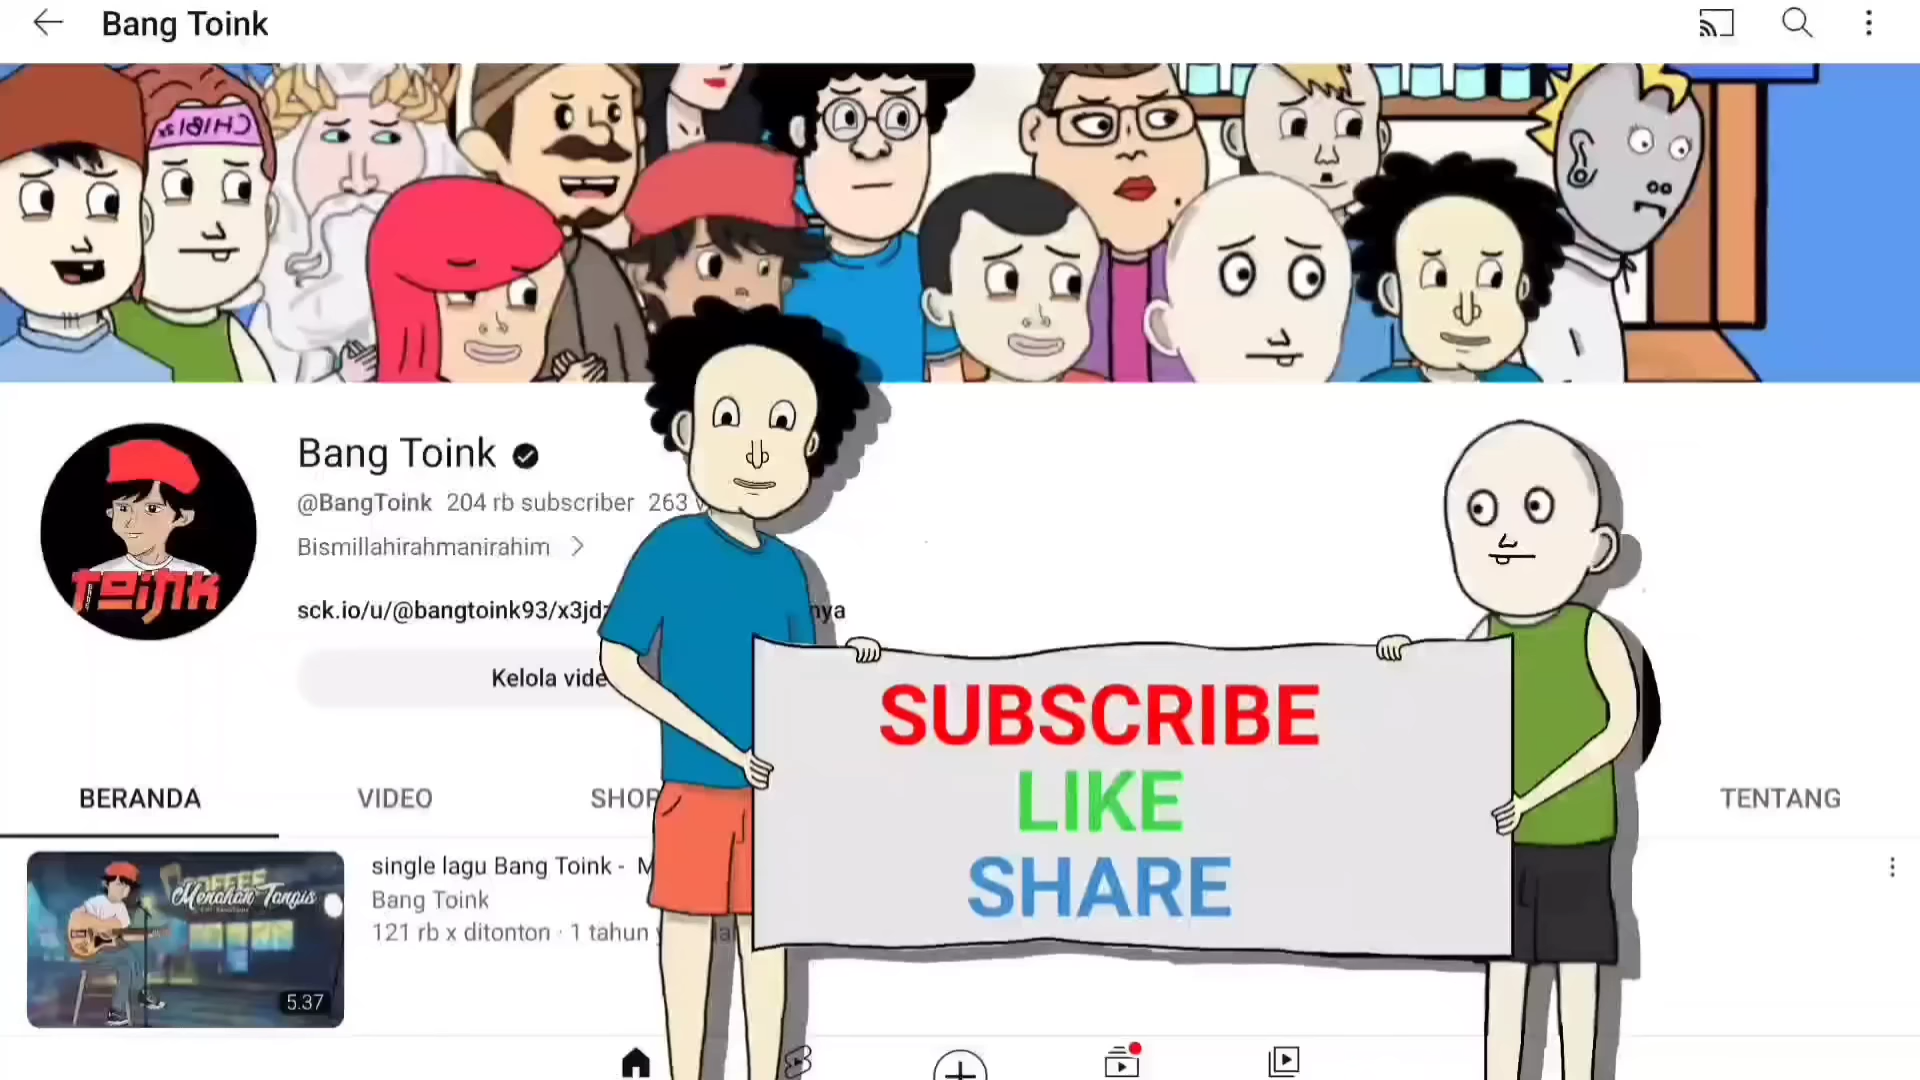 Bang Toink
CHIBI
Bang Toink
@BangToink 204 rb subscriber 263
Bismillahirahmanirahim
sck.io/u/@bangtoink93/x3jd nya
TOINK
Kelola vide
SUBSCRIBE
LIKE
SHARE
BERANDA VIDEO SHOR TENTANG
COFFEE
Menahan Tangis
5.37
single lagu Bang Toink - M
Bang Toink
121 rb x ditonton · 1 tahun